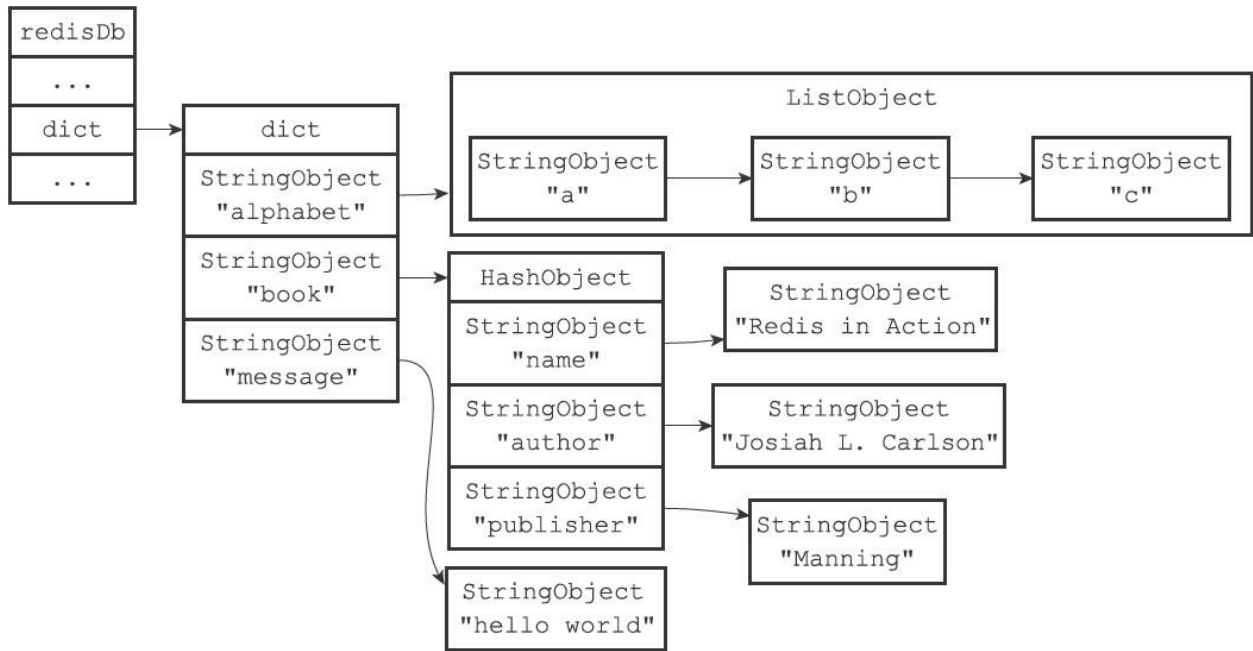 redisDb
...
dict
...
dict
StringObject
"alphabet"
StringObject
"book"
StringObject
"message"
ListObject
StringObject
"a"
StringObject
"b"
StringObject
"c"
HashObject
StringObject
"name"
StringObject
"author"
StringObject
"publisher"
StringObject
"Redis in Action"
StringObject
"Josiah L. Carlson"
StringObject
"Manning"
StringObject
"hello world"